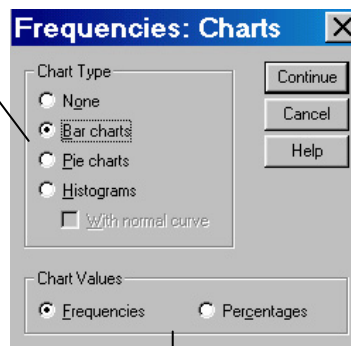 Frequencies: Charts
Chart Type
None
Bar charts
Pie charts
Histograms
With normal curve
Continue
Cancel
Help
Chart Values
Frequencies
Percentages